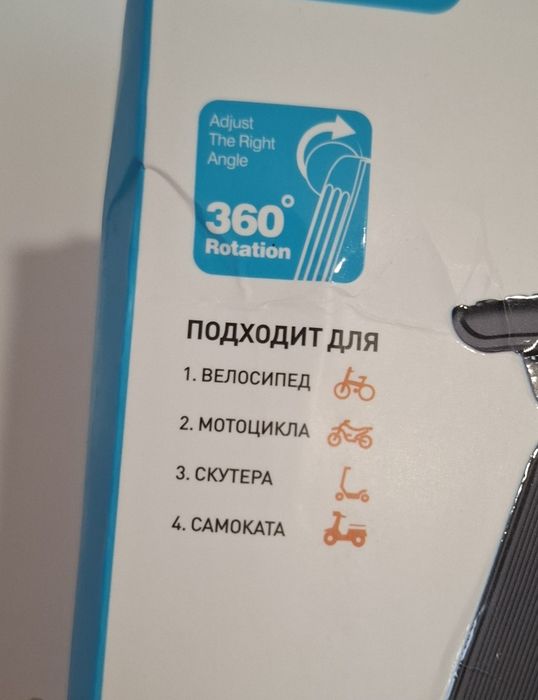 Adjust
The Right
Angle
360°
Rotation
ПОДХОДИТ ДЛЯ
1. ВЕЛОСИПЕД
2. МОТОЦИКЛА
3. СКУТЕРА
4. САМОКАТА